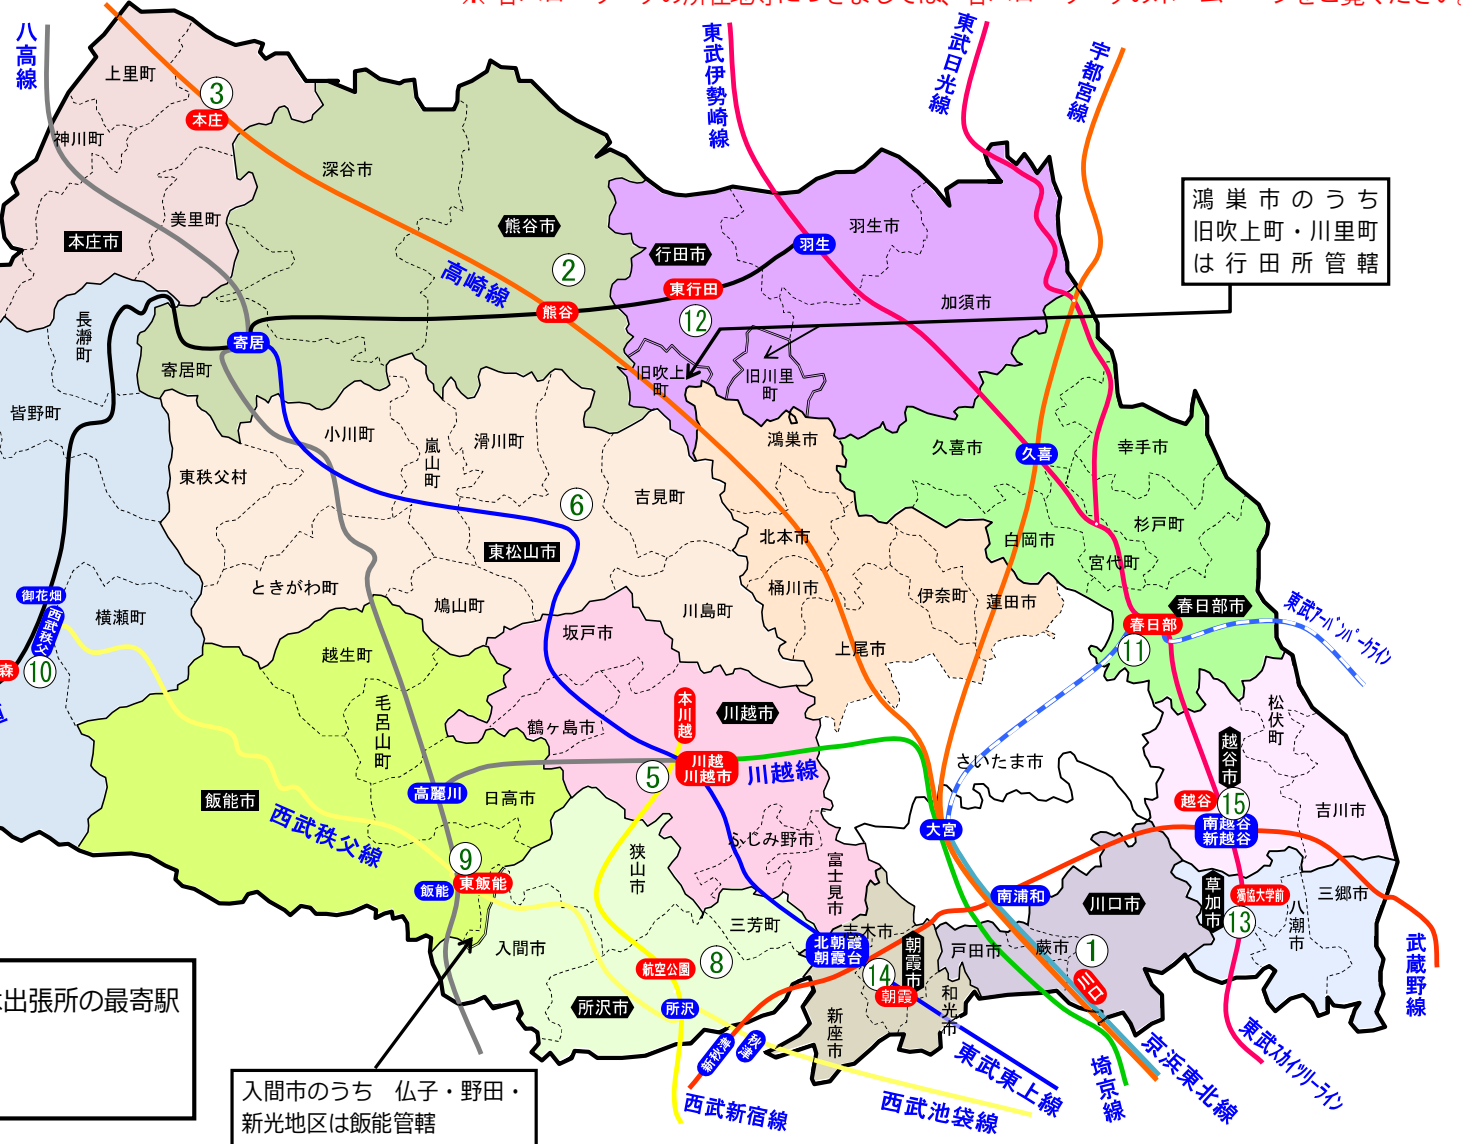 八高線
上里町
3
本庄
神川町
美里町
本庄市
深谷市
熊谷市
2
高崎線
熊谷
東武伊勢崎線
東武日光線
宇都宮線
行田市
東行田
12
羽生
羽生市
加須市
鴻巣市のうち
旧吹上町・川里町
は行田所管轄
旧吹上町
旧川里町
長瀞町
皆野町
寄居
寄居町
小川町
嵐山町
滑川町
東秩父村
6
吉見町
東松山市
ときがわ町
鳩山町
川島町
鴻巣市
北本市
桶川市
伊奈町
蓮田市
上尾市
久喜市
久喜
幸手市
白岡市
杉戸町
宮代町
春日部市
春日部
11
東武アーバンパークライン
御花畑
西武秩父
横瀬町
森
10
越生町
毛呂山町
坂戸市
鶴ヶ島市
本川越
川越市
川越
川越市
5
川越線
さいたま市
松伏町
越谷市
越谷
15
南越谷
新越谷
吉川市
飯能市
高麗川
日高市
西武秩父線
9
飯能
東飯能
狭山市
ふじみ野市
富士見市
大宮
南浦和
川口市
草加市
獨協大学前
13
八潮市
三郷市
入間市
三芳町
航空公園
8
所沢市
所沢
北朝霞
朝霞台
志木市
朝霞市
14
朝霞
和光市
新座市
戸田市
蕨市
1
武蔵野線
出張所の最寄駅
入間市のうち 仏子・野田・
新光地区は飯能管轄
新秋津
秋津
西武新宿線
西武池袋線
東武東上線
埼京線
京浜東北線
東武スカイツリーライン